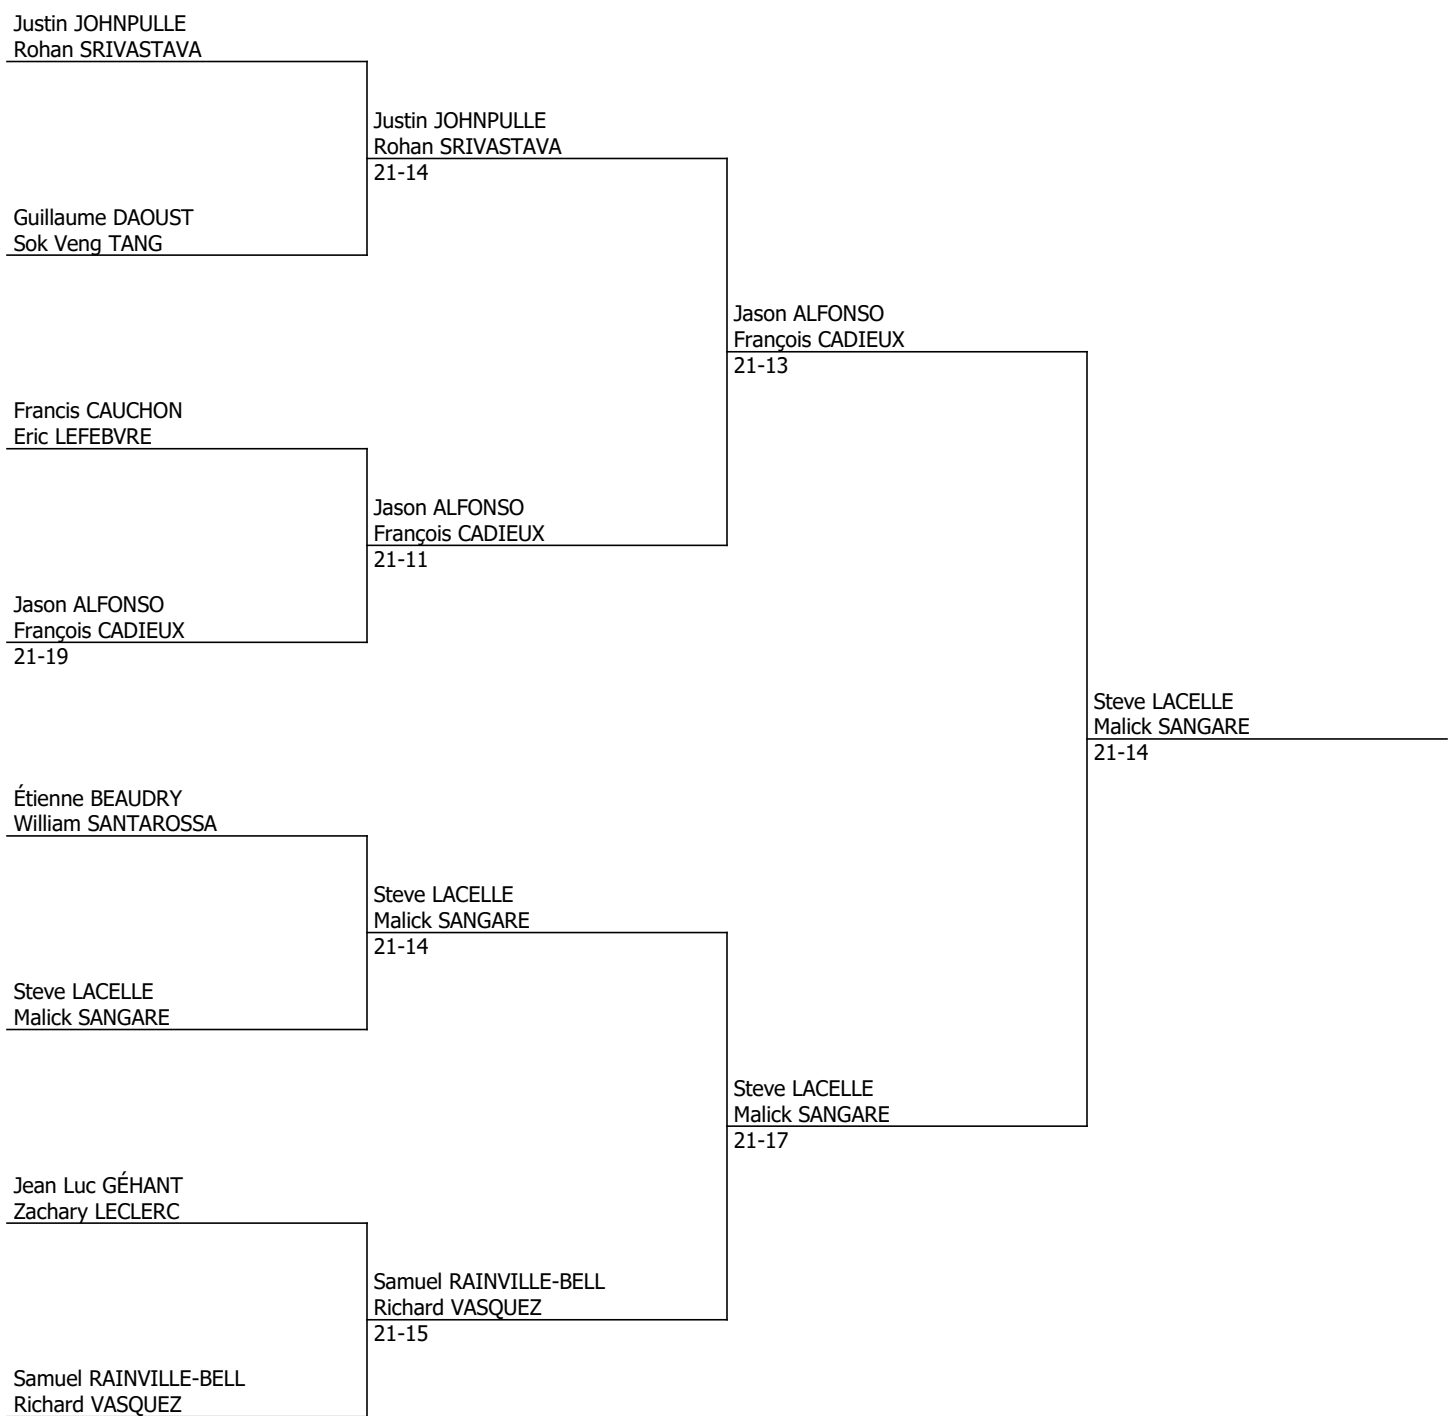 Justin JOHNPULLE
Rohan SRIVASTAVA
Justin JOHNPULLE
Rohan SRIVASTAVA
21-14
Guillaume DAOUST
Sok Veng TANG
Jason ALFONSO
François CADIEUX
21-13
Francis CAUCHON
Eric LEFEBVRE
Jason ALFONSO
François CADIEUX
21-11
Jason ALFONSO
François CADIEUX
21-19
Steve LACELLE
Malick SANGARE
21-14
Étienne BEAUDRY
William SANTAROSSA
Steve LACELLE
Malick SANGARE
21-14
Steve LACELLE
Malick SANGARE
Steve LACELLE
Malick SANGARE
21-17
Jean Luc GÉHANT
Zachary LECLERC
Samuel RAINVILLE-BELL
Richard VASQUEZ
21-15
Samuel RAINVILLE-BELL
Richard VASQUEZ